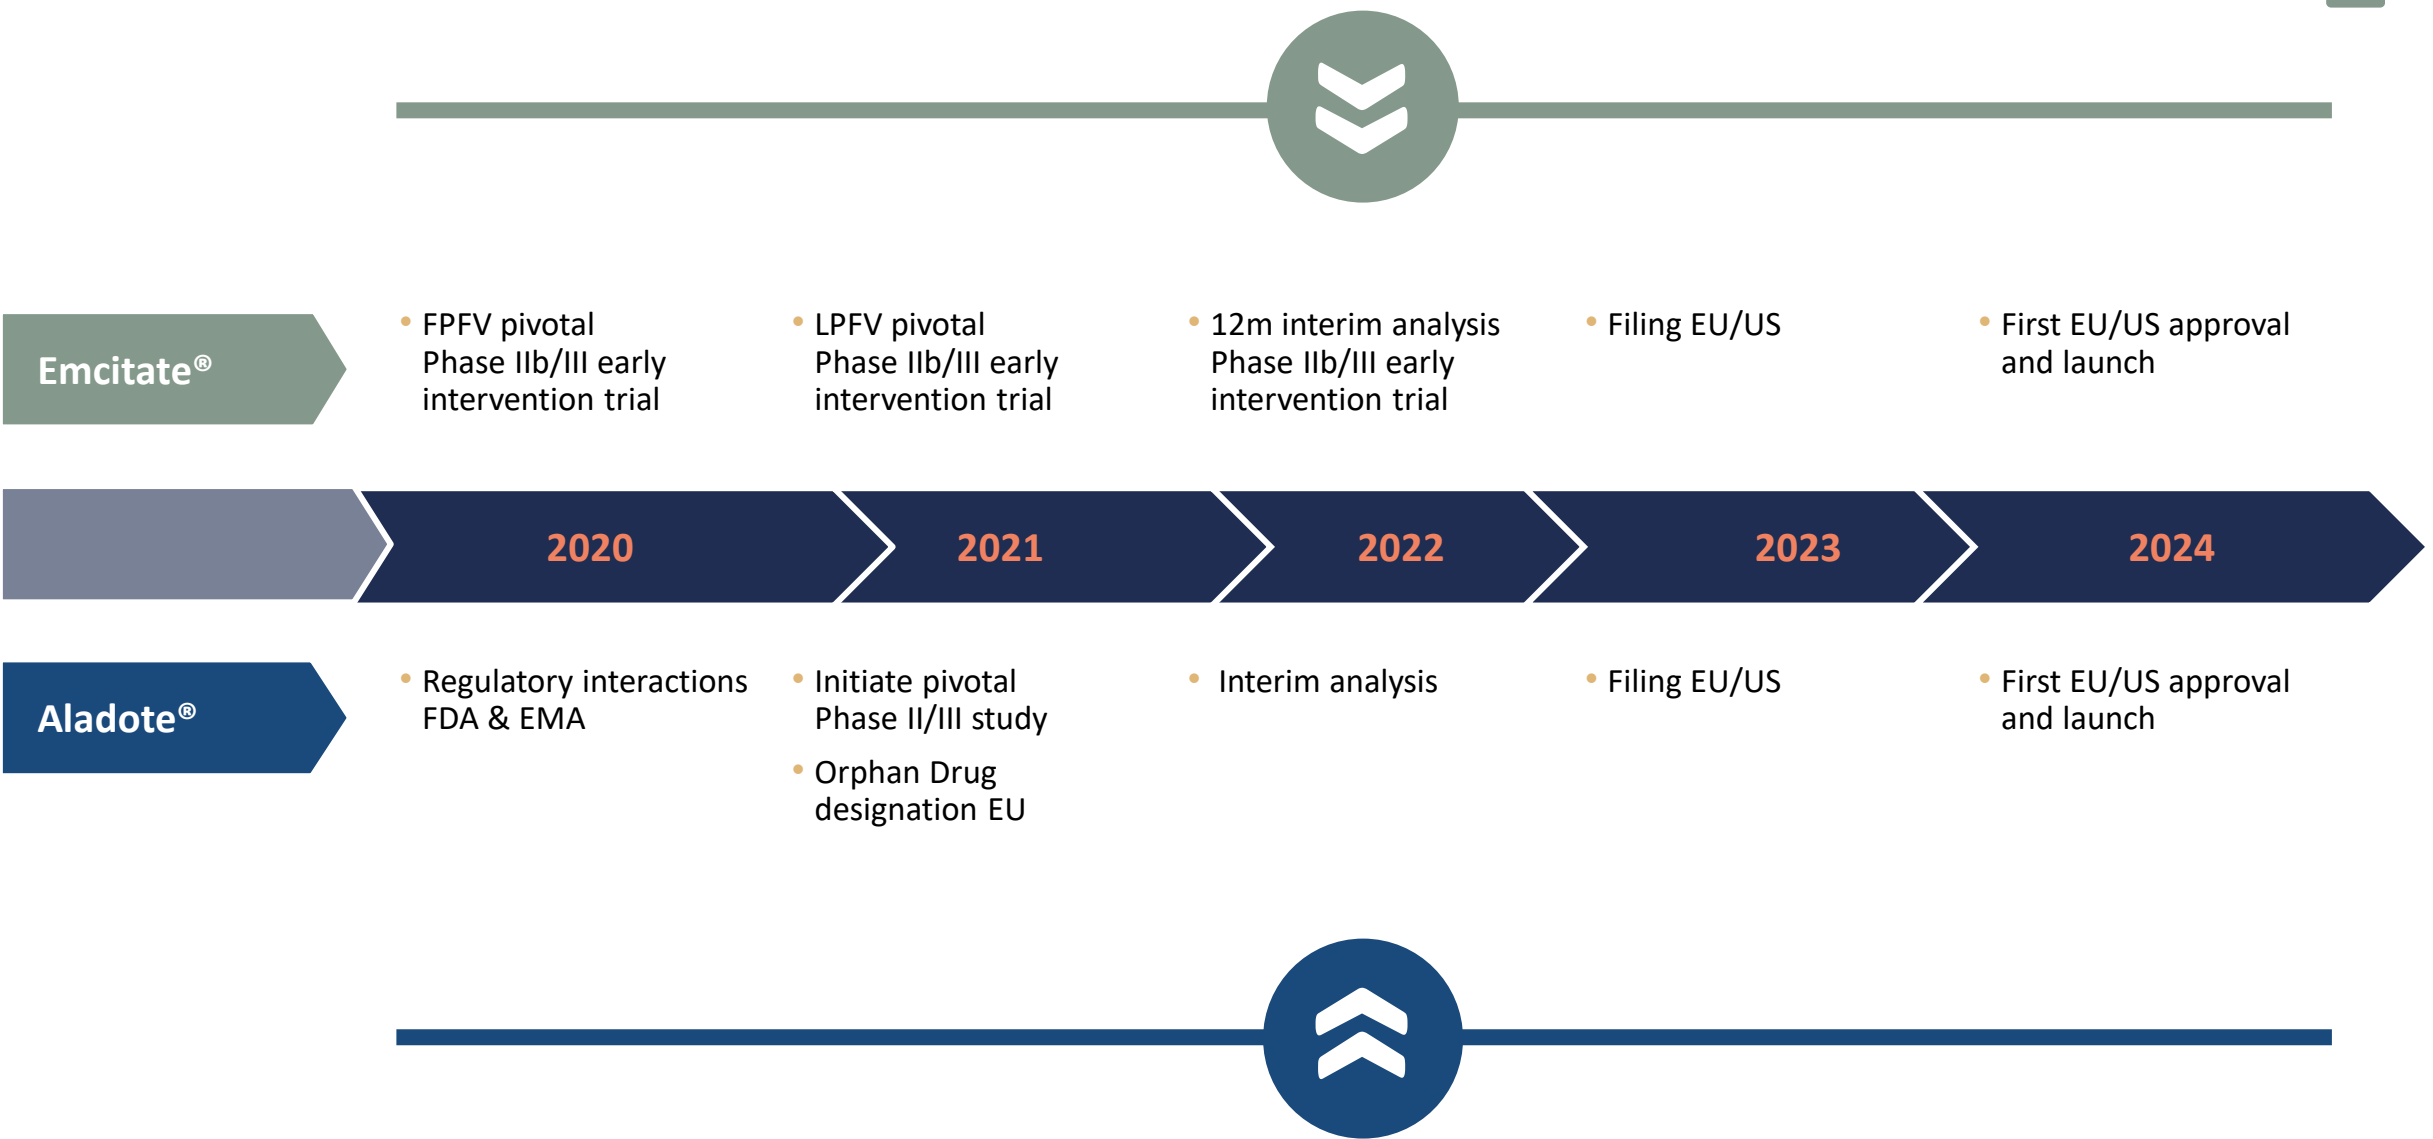 Emcitate®
• FPFV pivotal
Phase IIb/III early
intervention trial
• LPFV pivotal
Phase IIb/III early
intervention trial
• 12m interim analysis
Phase IIb/III early
intervention trial
• Filing EU/US
• First EU/US approval
and launch
2020
2021
2022
2023
2024
Aladote®
• Regulatory interactions
FDA & EMA
• Initiate pivotal
Phase II/III study
• Orphan Drug
designation EU
• Interim analysis
• Filing EU/US
• First EU/US approval
and launch